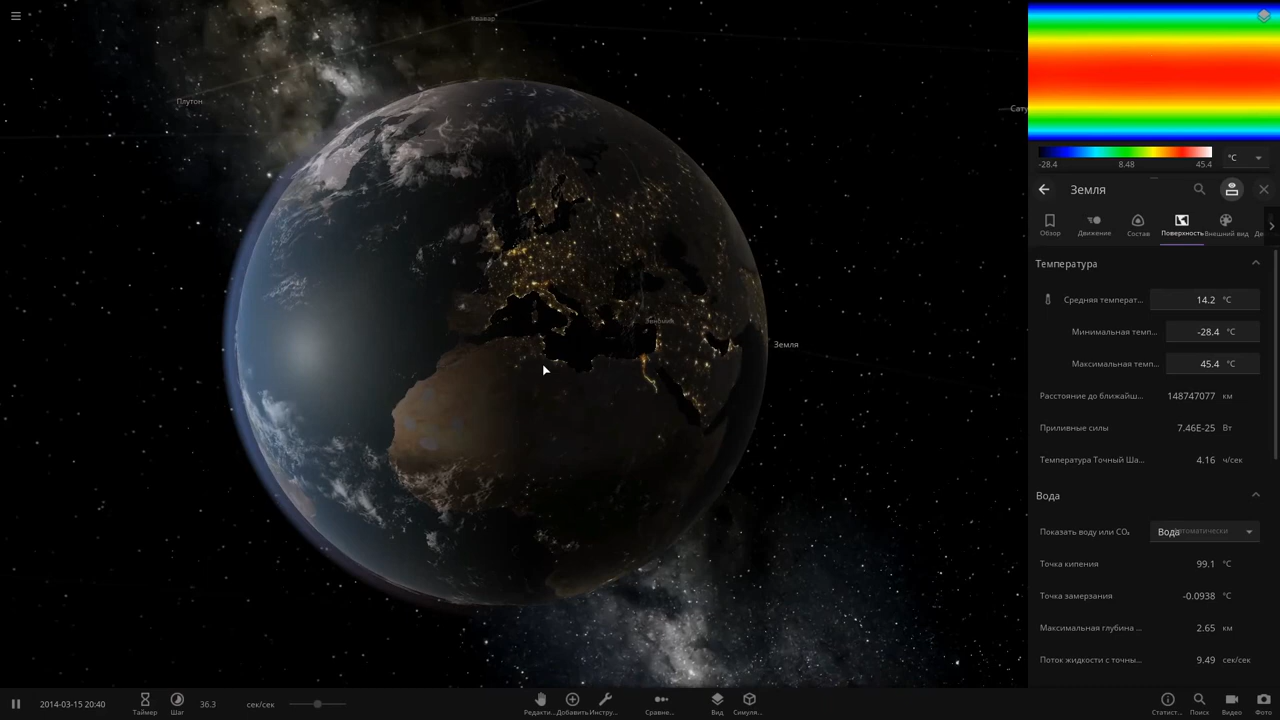 Квавар
Плутон
Сату
Земля
-28.4 8.48 45.4 °C
Земля
Обзор Движение Состав Поверхность Внешний вид Де
Температура
Средняя температ... 14.2 °C
Минимальная темп... -28.4 °C
Максимальная темп... 45.4 °C
Расстояние до ближайш... 148747077 км
Приливные силы 7.46E-25 Вт
Температура Точный Ша... 4.16 ч/сек
Вода
Показать воду или CO₂ Вода
Точка кипения 99.1 °C
Точка замерзания -0.0938 °C
Максимальная глубина ... 2.65 км
Поток жидкости с точны... 9.49 сек/сек
2014-03-15 20:40 Таймер Шаг 36.3 сек/сек Редакти... Добавить Инстру... Сравне... Вид Симуля... Статист... Поиск Видео Фото